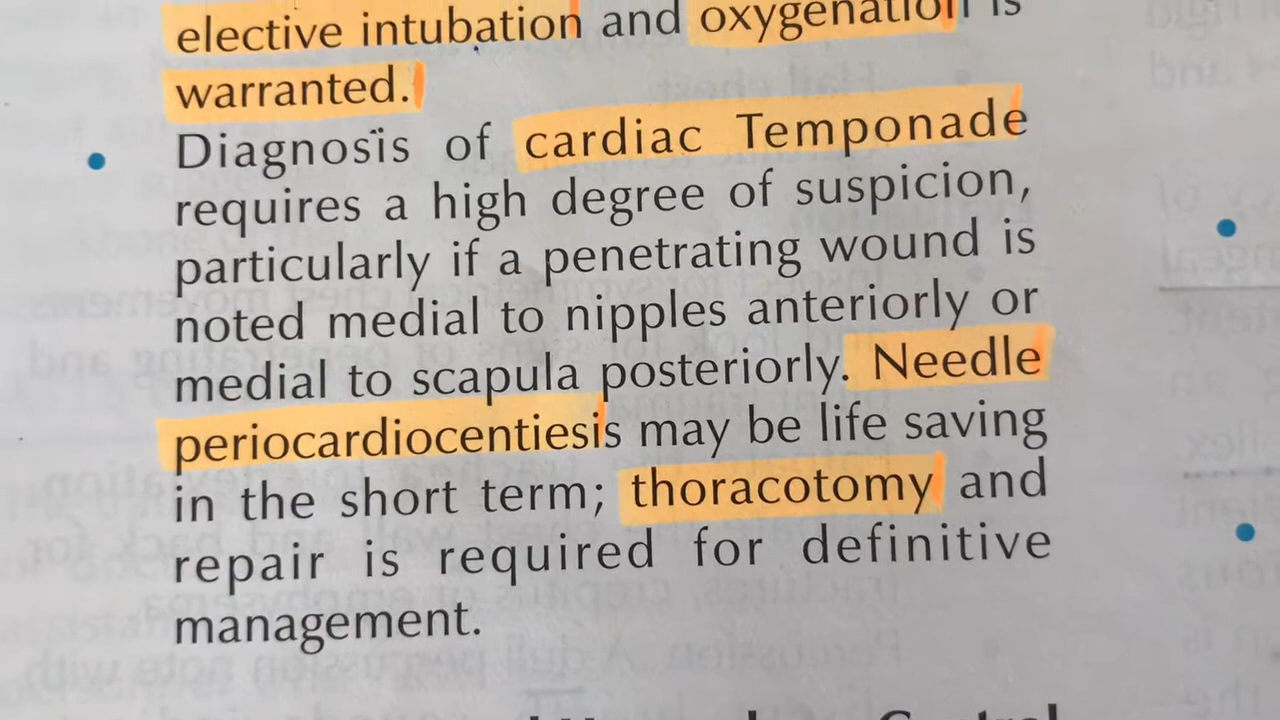 elective intubation and oxygenation is
warranted.
• Diagnosis of cardiac Temponade
requires a high degree of suspicion,
particularly if a penetrating wound is
noted medial to nipples anteriorly or
medial to scapula posteriorly. Needle
periocardiocentiesis may be life saving
in the short term; thoracotomy and
repair is required for definitive
management.